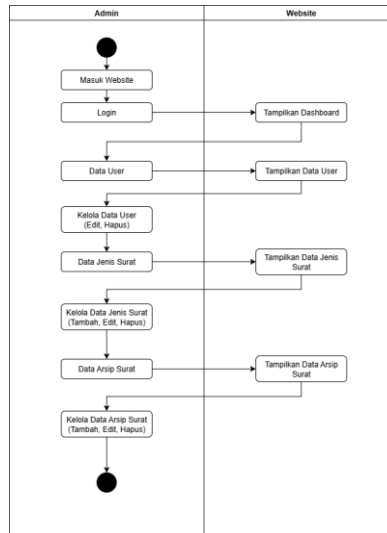 Admin
Website
Masuk Website
Login
Tampilkan Dashboard
Data User
Tampilkan Data User
Kelola Data User
(Edit, Hapus)
Data Jenis Surat
Tampilkan Data Jenis
Surat
Kelola Data Jenis Surat
(Tambah, Edit, Hapus)
Data Arsip Surat
Tampilkan Data Arsip
Surat
Kelola Data Arsip Surat
(Tambah, Edit, Hapus)